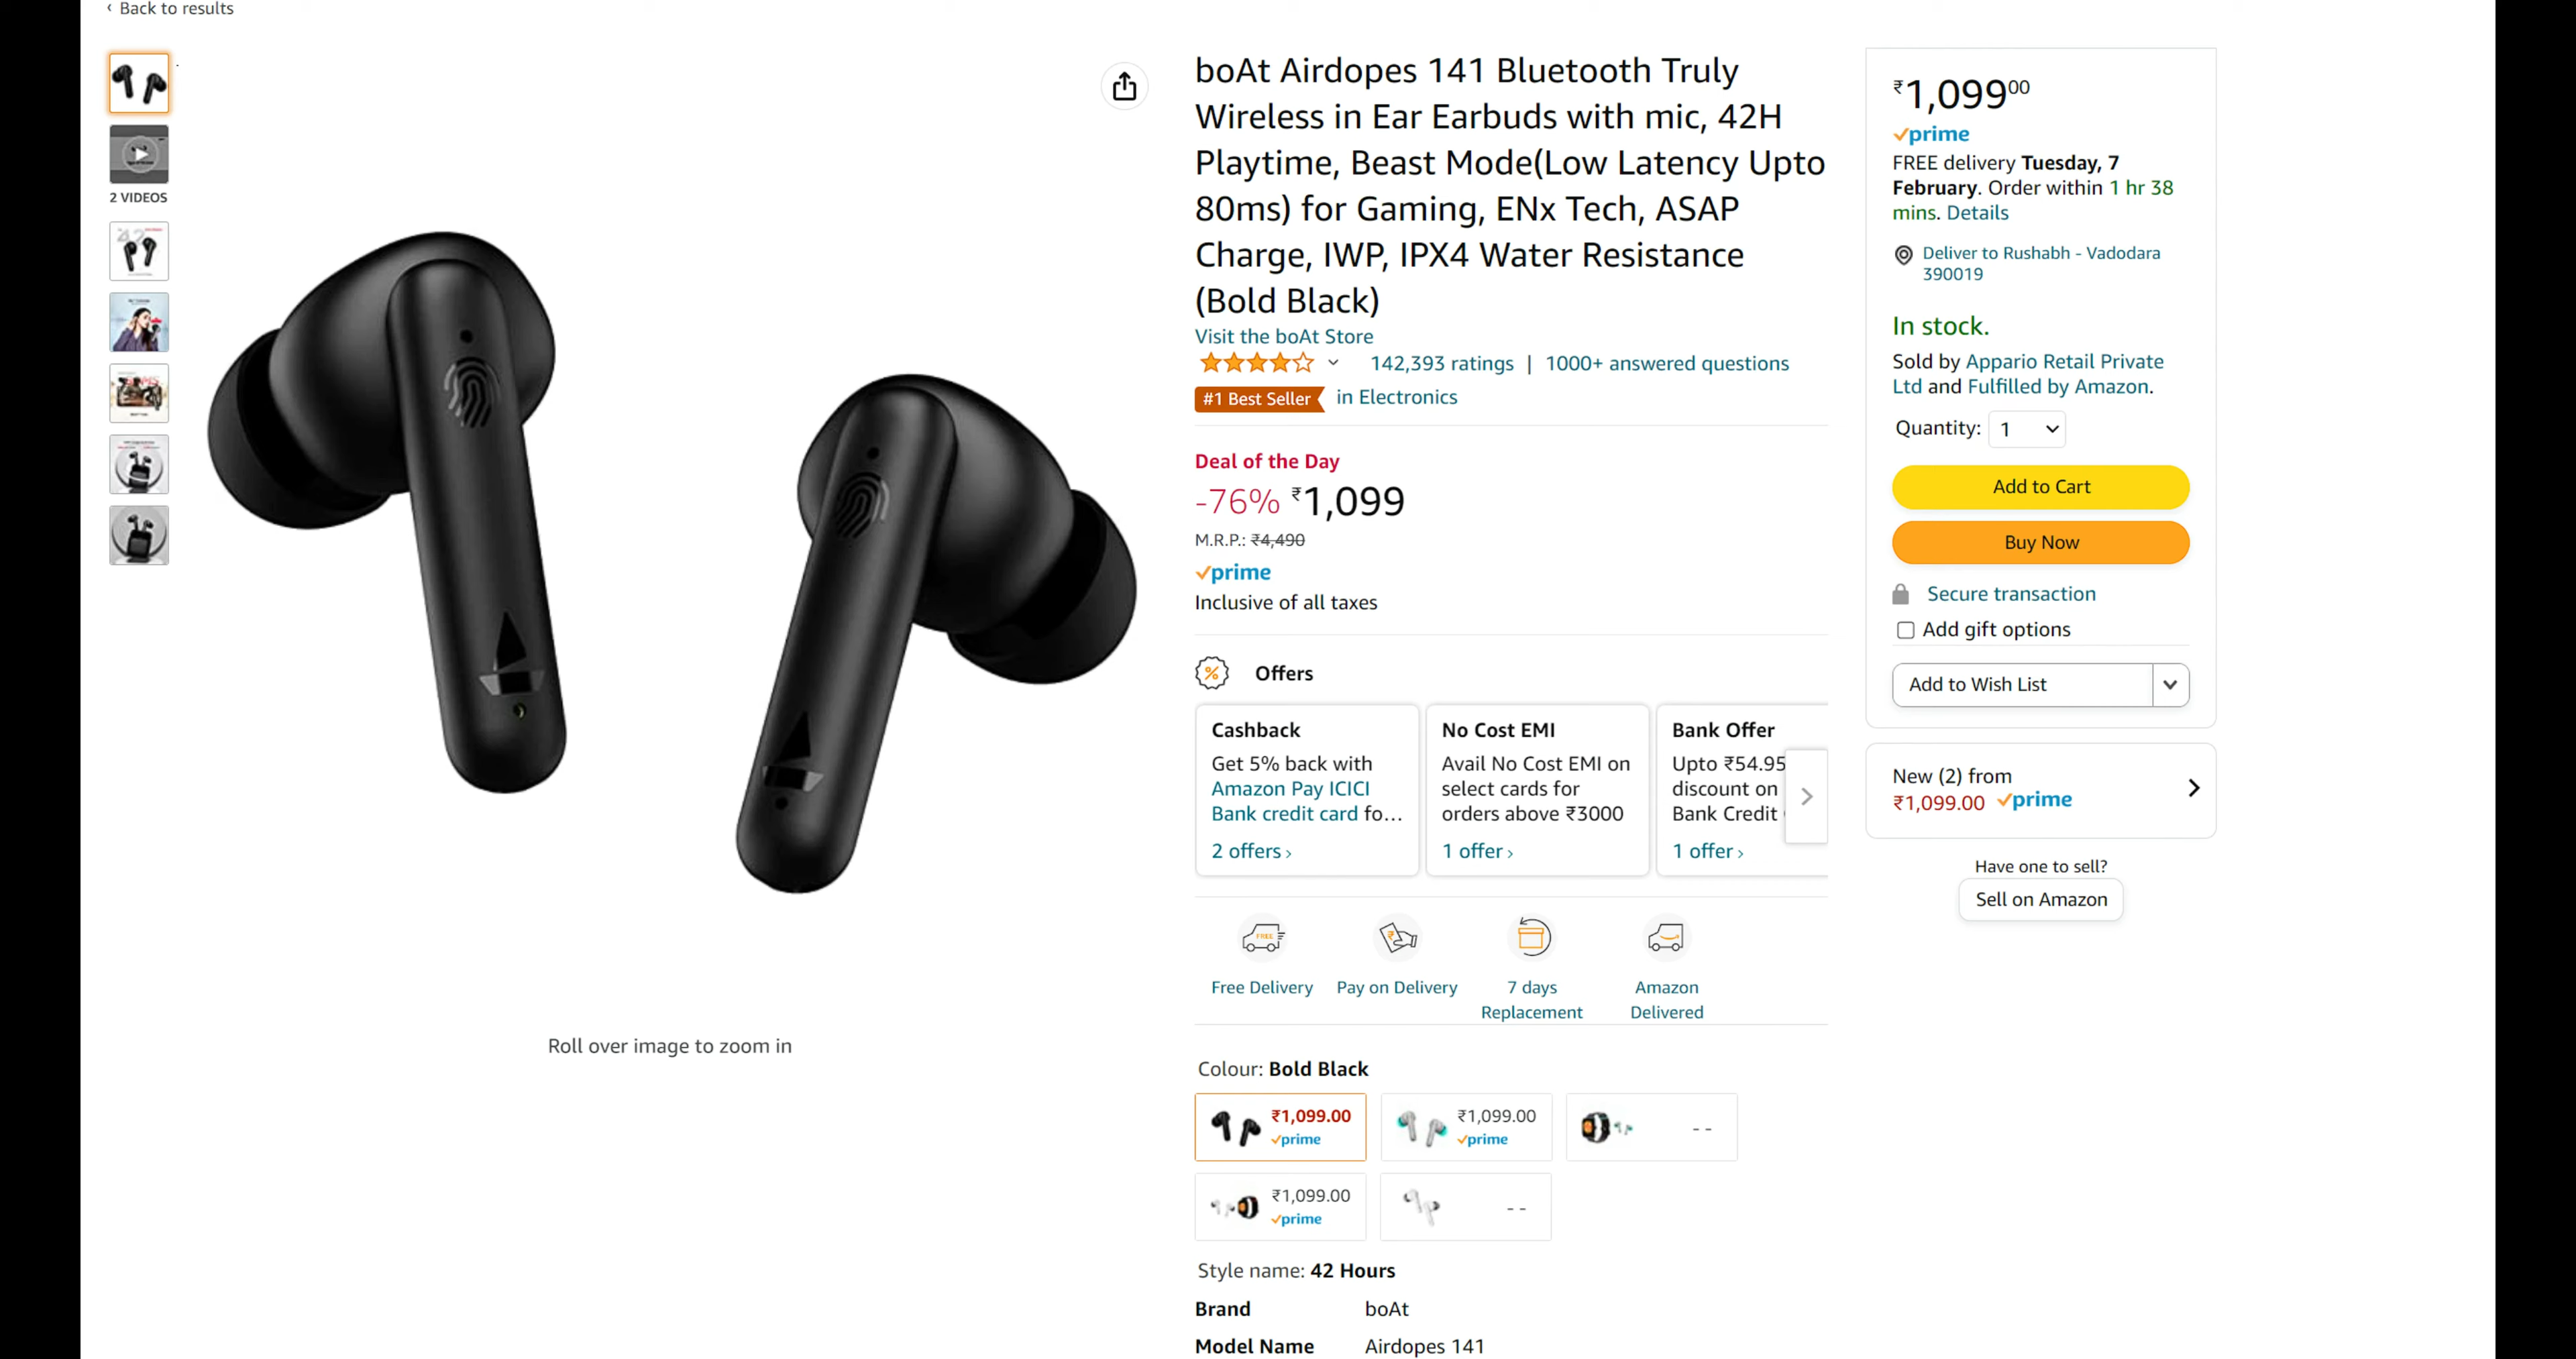 ‹ Back to results
2 VIDEOS
Roll over image to zoom in
boAt Airdopes 141 Bluetooth Truly
Wireless in Ear Earbuds with mic, 42H
Playtime, Beast Mode(Low Latency Upto
80ms) for Gaming, ENx Tech, ASAP
Charge, IWP, IPX4 Water Resistance
(Bold Black)
Visit the boAt Store
142,393 ratings | 1000+ answered questions
#1 Best Seller in Electronics
Deal of the Day
-76% ₹1,099
M.R.P.: ₹4,490
prime
Inclusive of all taxes
% Offers
Cashback
Get 5% back with
Amazon Pay ICICI
Bank credit card fo...
2 offers ›
No Cost EMI
Avail No Cost EMI on
select cards for
orders above ₹3000
1 offer ›
Bank Offer
Upto ₹54.95
discount on
Bank Credit
1 offer ›
FREE
Free Delivery
Pay on Delivery
7 days
Replacement
Amazon
Delivered
Colour: Bold Black
₹1,099.00
prime
₹1,099.00
prime
--
₹1,099.00
prime
--
Style name: 42 Hours
Brand boAt
Model Name Airdopes 141
₹1,09900
prime
FREE delivery Tuesday, 7
February. Order within 1 hr 38
mins. Details
Deliver to Rushabh - Vadodara
390019
In stock.
Sold by Appario Retail Private
Ltd and Fulfilled by Amazon.
Quantity: 1
Add to Cart
Buy Now
Secure transaction
Add gift options
Add to Wish List
New (2) from
₹1,099.00 prime
Have one to sell?
Sell on Amazon